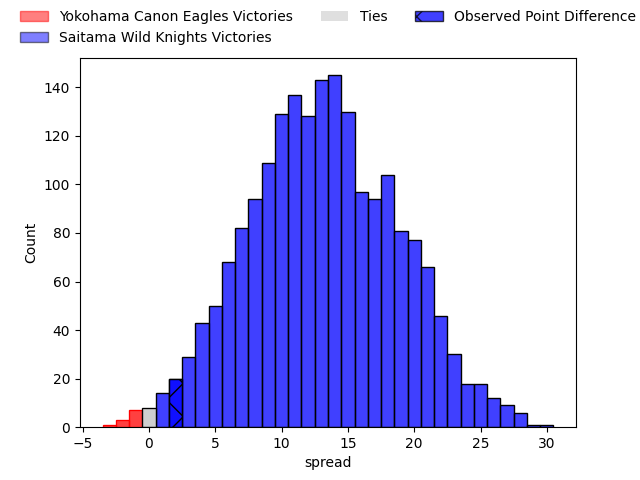 Yokohama Canon Eagles Victories
Ties
Observed Point Difference
Saitama Wild Knights Victories
140
120
100
80
60
40
20
0
Count
−5
0
5
10
15
20
25
30
spread